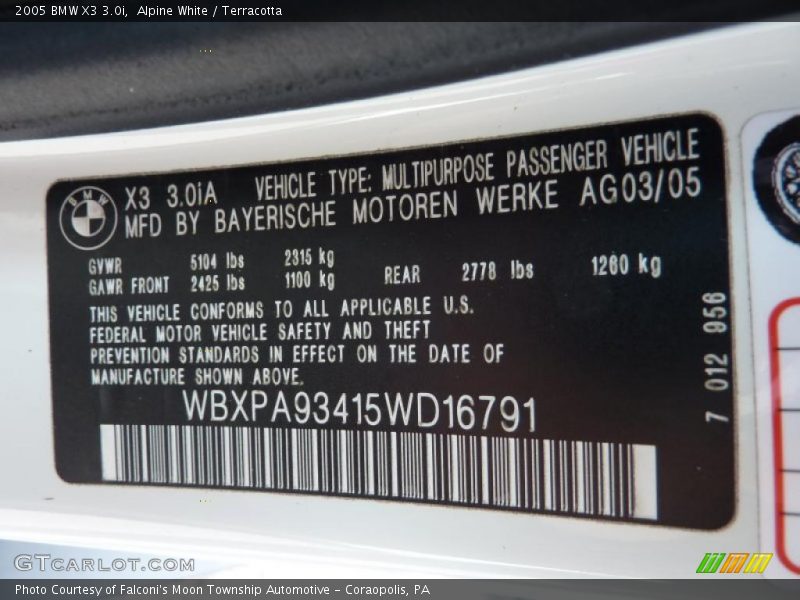 2005 BMW X3 3.0i,  Alpine White / Terracotta
BMW
X3 3.0iA VEHICLE TYPE: MULTIPURPOSE PASSENGER VEHICLE
MFD BY BAYERISCHE MOTOREN WERKE AG 03/05
GVWR 5104 lbs 2315 kg
GAWR FRONT 2425 lbs 1100 kg REAR 2778 lbs 1260 kg
THIS VEHICLE CONFORMS TO ALL APPLICABLE U.S.
FEDERAL MOTOR VEHICLE SAFETY AND THEFT
PREVENTION STANDARDS IN EFFECT ON THE DATE OF
MANUFACTURE SHOWN ABOVE.
WBXPA93415WD16791
7 012 956
GTCARLOT.COM
Photo Courtesy of Falconi's Moon Township Automotive – Coraopolis, PA